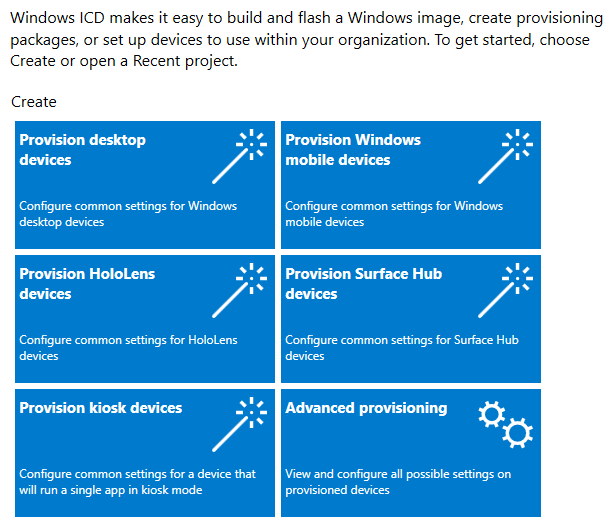 Windows ICD makes it easy to build and flash a Windows image, create provisioning
packages, or set up devices to use within your organization. To get started, choose
Create or open a Recent project.
Create
Provision desktop
devices
Configure common settings for Windows
desktop devices
Provision Windows
mobile devices
Configure common settings for Windows
mobile devices
Provision HoloLens
devices
Configure common settings for HoloLens
devices
Provision Surface Hub
devices
Configure common settings for Surface Hub
devices
Provision kiosk devices
Configure common settings for a device that
will run a single app in kiosk mode
Advanced provisioning
View and configure all possible settings on
provisioned devices